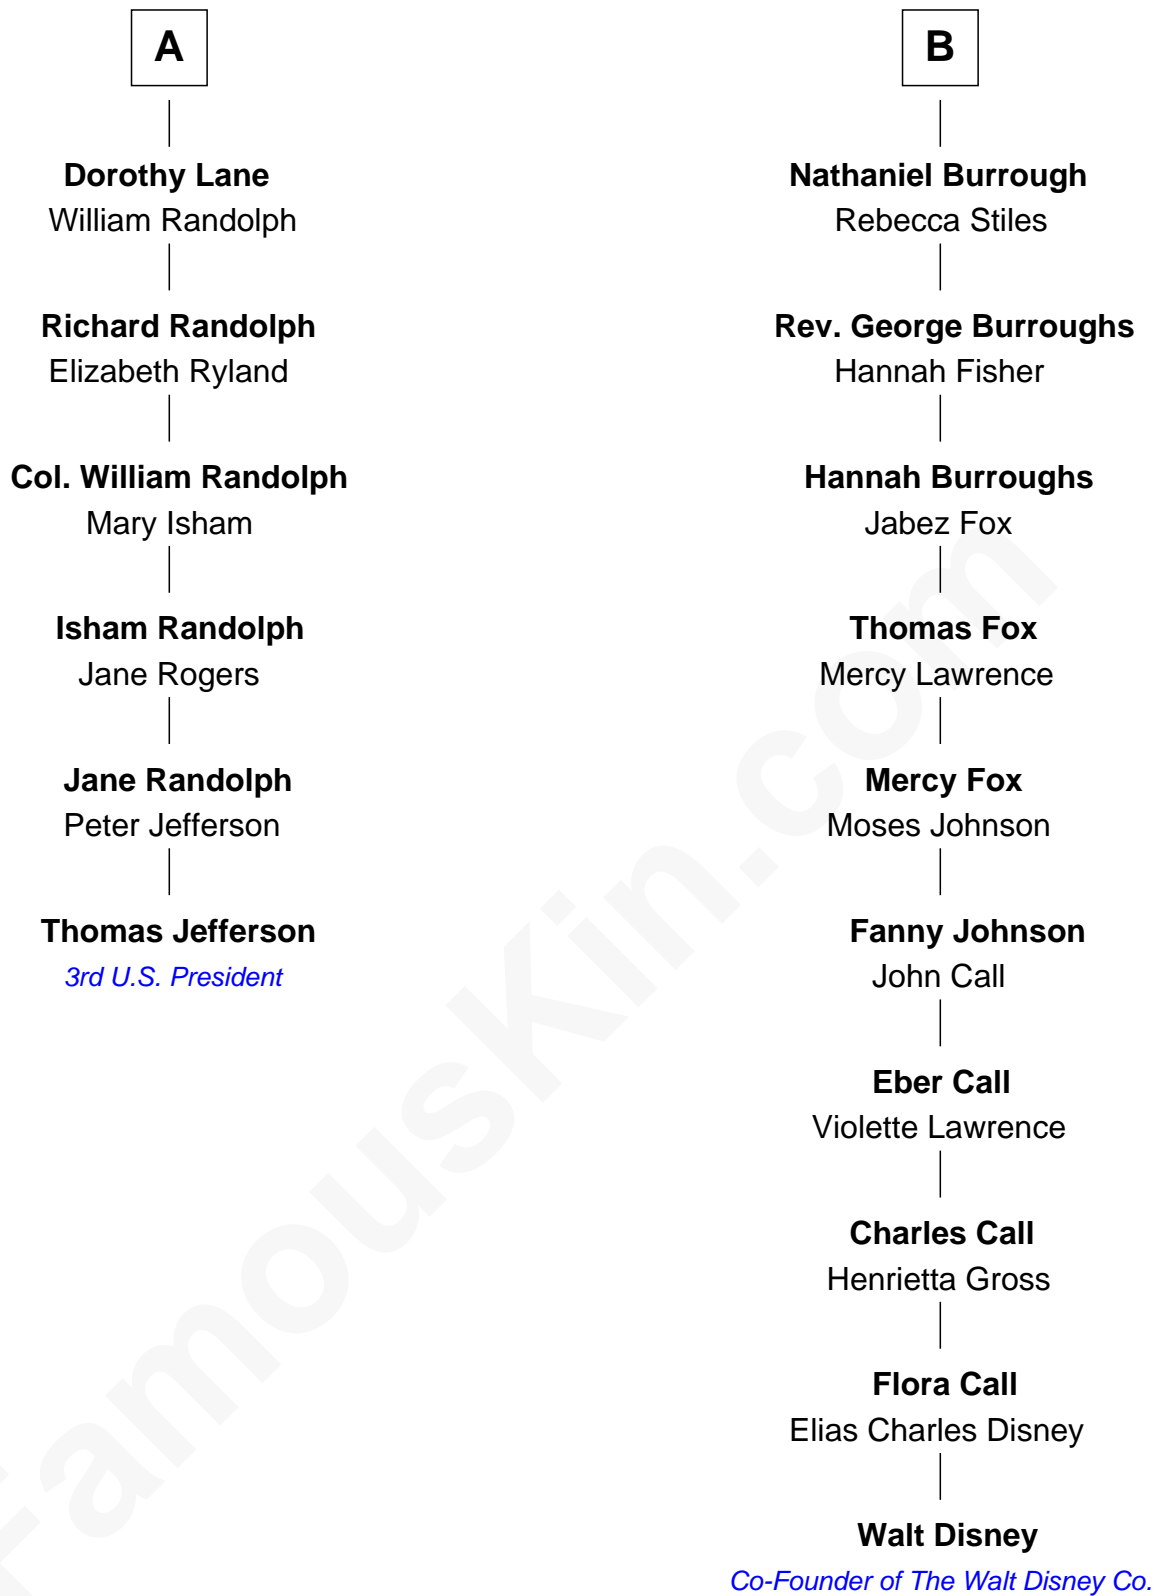 A
Dorothy Lane
William Randolph
Richard Randolph
Elizabeth Ryland
Col. William Randolph
Mary Isham
Isham Randolph
Jane Rogers
Jane Randolph
Peter Jefferson
Thomas Jefferson
3rd U.S. President
B
Nathaniel Burrough
Rebecca Stiles
Rev. George Burroughs
Hannah Fisher
Hannah Burroughs
Jabez Fox
Thomas Fox
Mercy Lawrence
Mercy Fox
Moses Johnson
Fanny Johnson
John Call
Eber Call
Violette Lawrence
Charles Call
Henrietta Gross
Flora Call
Elias Charles Disney
Walt Disney
Co-Founder of The Walt Disney Co.
FamousKin.com